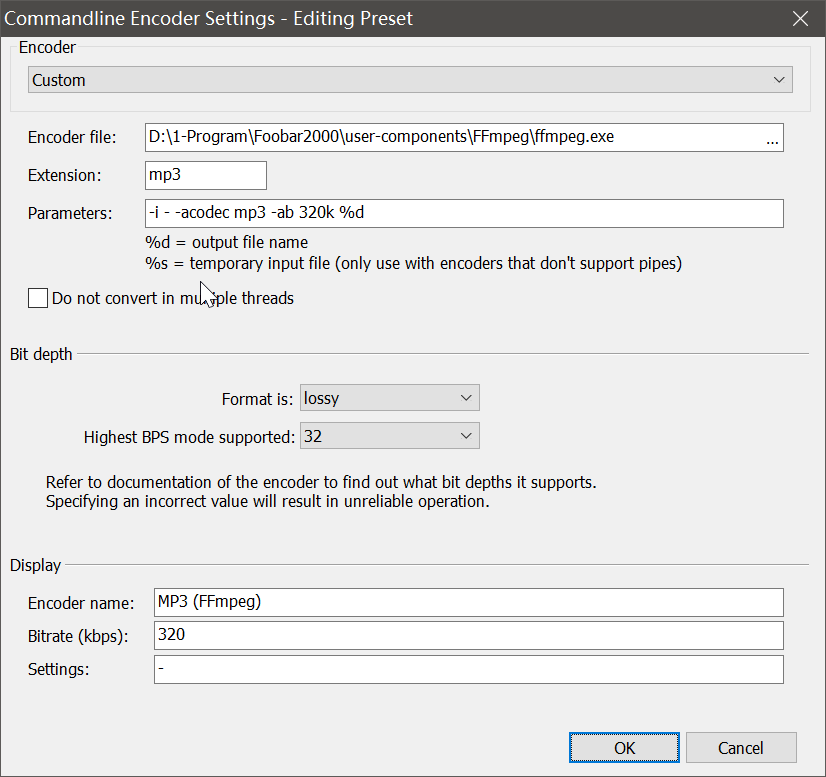 Commandline Encoder Settings - Editing Preset
Encoder
Custom
Encoder file: D:\1-Program\Foobar2000\user-components\FFmpeg\ffmpeg.exe ...
Extension: mp3
Parameters: -i - -acodec mp3 -ab 320k %d
%d = output file name
%s = temporary input file (only use with encoders that don't support pipes)
Do not convert in multiple threads
Bit depth
Format is: lossy
Highest BPS mode supported: 32
Refer to documentation of the encoder to find out what bit depths it supports.
Specifying an incorrect value will result in unreliable operation.
Display
Encoder name: MP3 (FFmpeg)
Bitrate (kbps): 320
Settings: -
OK Cancel